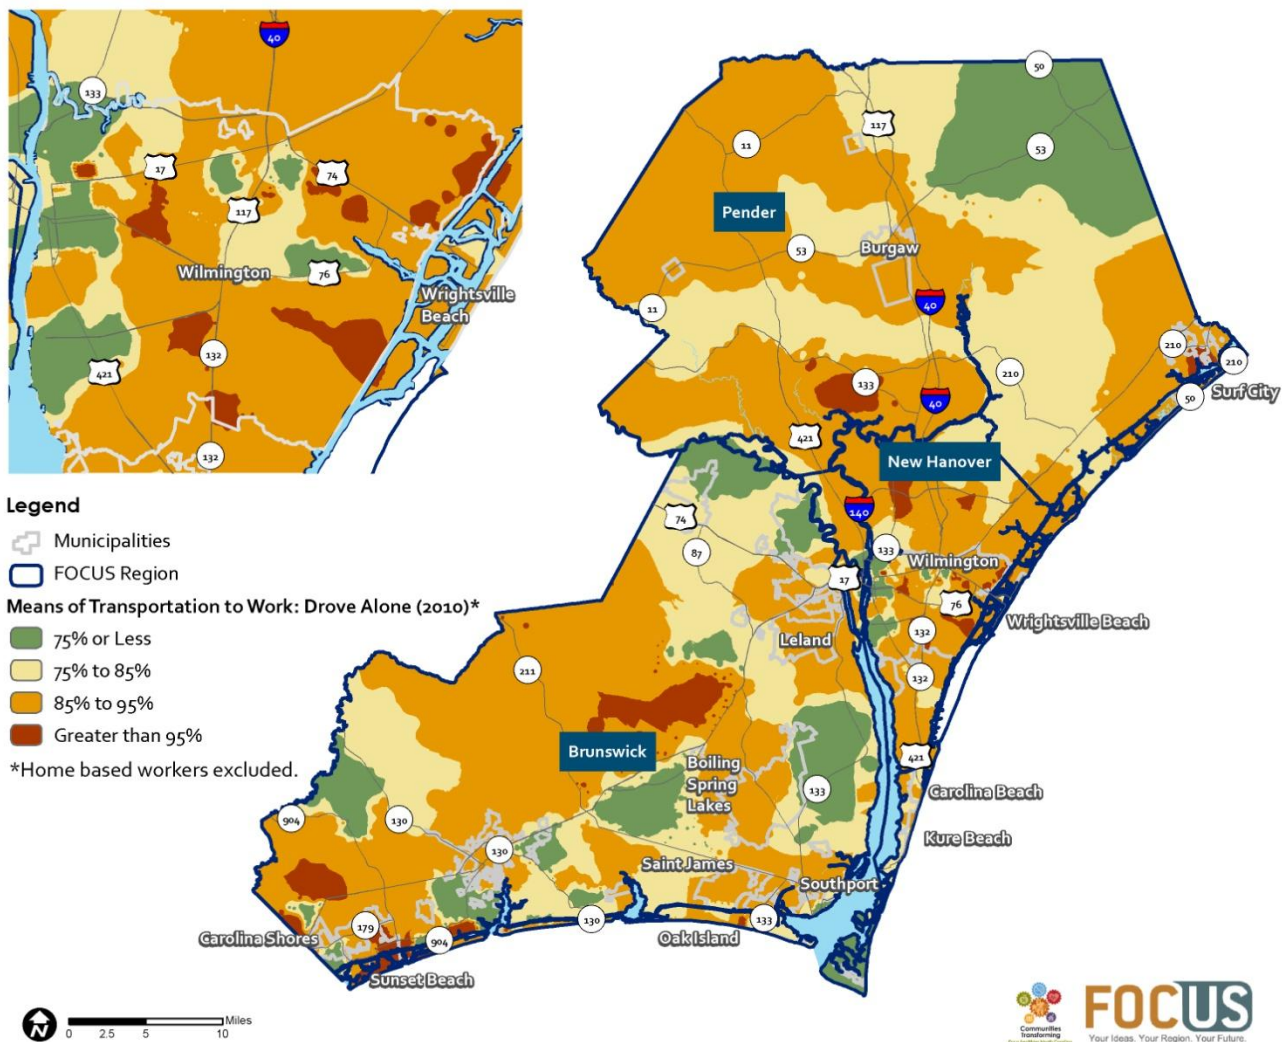 40
133
17
74
117
Wilmington
76
Wrightsville
Beach
132
421
132
Legend
Municipalities
FOCUS Region
Means of Transportation to Work: Drove Alone (2010)*
75% or Less
75% to 85%
85% to 95%
Greater than 95%
*Home based workers excluded.
50
117
11
53
Pender
53
Burgaw
11
40
210
210
210
133
40
50
Surf City
421
New Hanover
74
140
87
133
Wilmington
17
76
Wrightsville Beach
132
Leland
211
132
Brunswick
421
Boiling
Spring
Lakes
133
Carolina Beach
904
130
Kure Beach
130
Saint James
Southport
179
904
130
133
Carolina Shores
Oak Island
Sunset Beach
N
Miles
0 2.5 5 10
Communities
Transforming
FOCUS
Your Ideas. Your Region. Your Future.